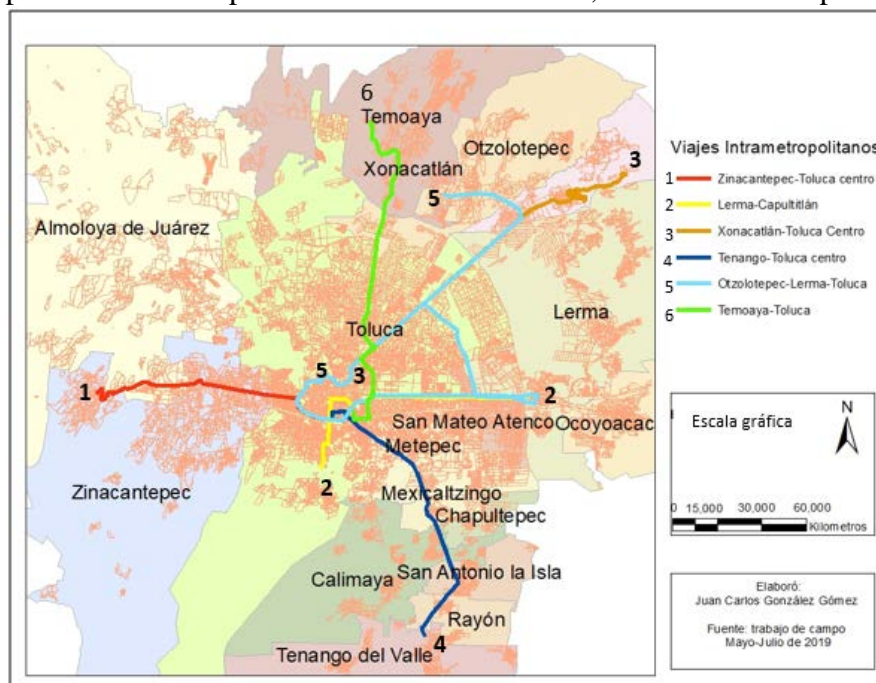 6
Temoaya
Otzolotepec
Xonacatlán
3
5
Almoloya de Juárez
Lerma
Toluca
5
3
1
2
San Mateo Atenco
Ocoyoacac
Metepec
2
Zinacantepec
Mexicaltzingo
Chapultepec
Calimaya
San Antonio la Isla
Rayón
4
Tenango del Valle
Viajes Intrametropolitanos
1 Zinacantepec-Toluca centro
2 Lerma-Capultitlán
3 Xonacatlán-Toluca Centro
4 Tenango-Toluca centro
5 Otzolotepec-Lerma-Toluca
6 Temoaya-Toluca
Escala gráfica
N
0 15,000 30,000 60,000
Kilometros
Elaboró:
Juan Carlos González Gómez
Fuente: trabajo de campo
Mayo-Julio de 2019